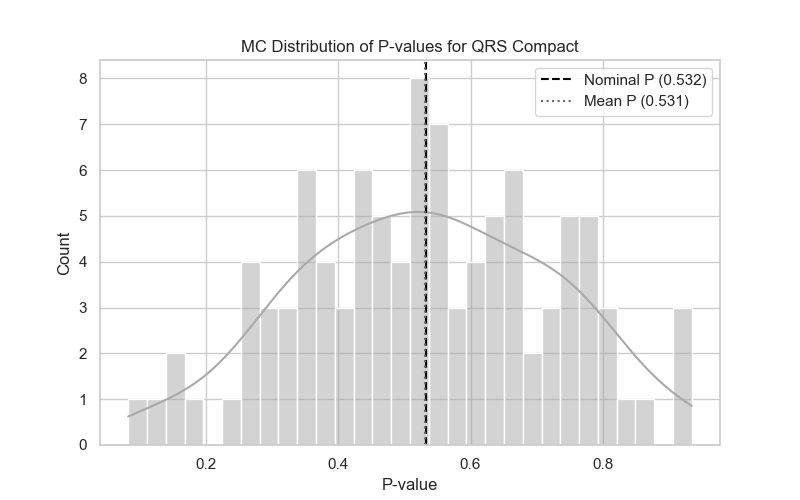 MC Distribution of P-values for QRS Compact
Nominal P (0.532)
Mean P (0.531)
8
7
6
5
4
3
2
1
0
Count
0.2 0.4 0.6 0.8
P-value